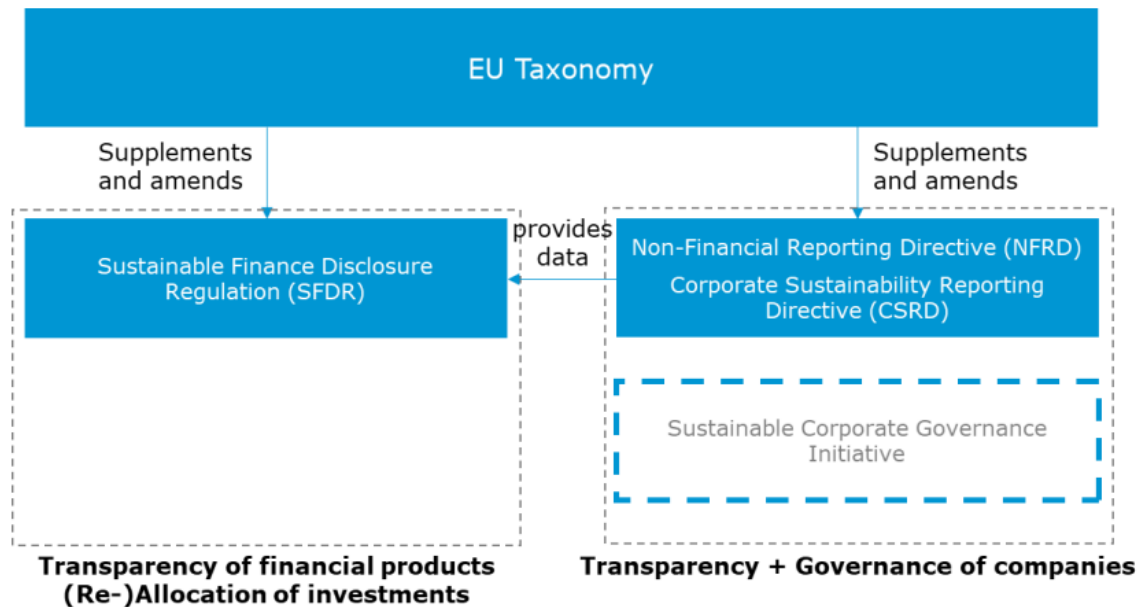 EU Taxonomy
Supplements
and amends
Supplements
and amends
provides
data
Sustainable Finance Disclosure
Regulation (SFDR)
Non-Financial Reporting Directive (NFRD)
Corporate Sustainability Reporting
Directive (CSRD)
Sustainable Corporate Governance
Initiative
Transparency of financial products
(Re-)Allocation of investments
Transparency + Governance of companies